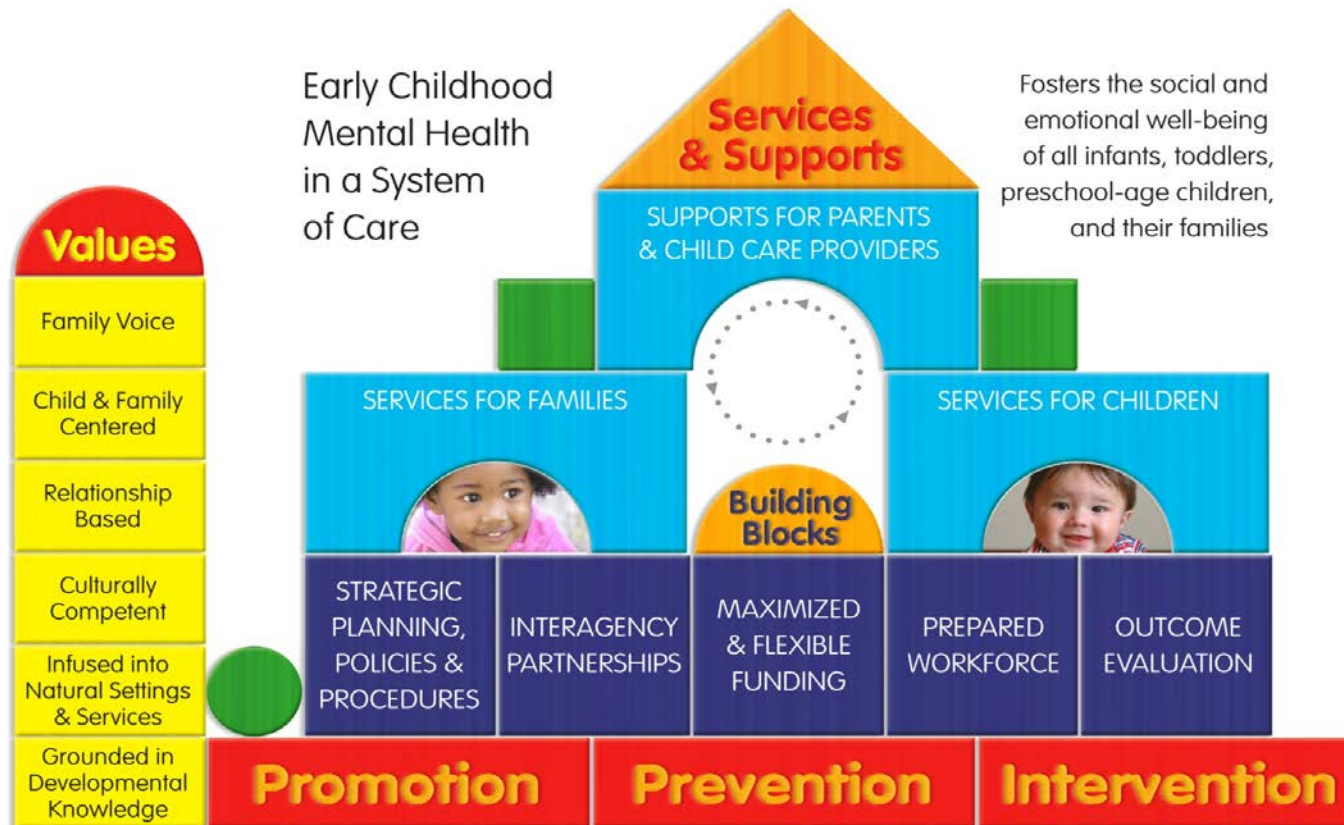 Early Childhood
Mental Health
in a System
of Care
Fosters the social and
emotional well-being
of all infants, toddlers,
preschool-age children,
and their families
Values
Family Voice
Child & Family
Centered
Relationship
Based
Culturally
Competent
Infused into
Natural Settings
& Services
Grounded in
Developmental
Knowledge
Services
& Supports
SUPPORTS FOR PARENTS
& CHILD CARE PROVIDERS
SERVICES FOR FAMILIES
SERVICES FOR CHILDREN
Building
Blocks
STRATEGIC
PLANNING,
POLICIES &
PROCEDURES
INTERAGENCY
PARTNERSHIPS
MAXIMIZED
& FLEXIBLE
FUNDING
PREPARED
WORKFORCE
OUTCOME
EVALUATION
Promotion
Prevention
Intervention